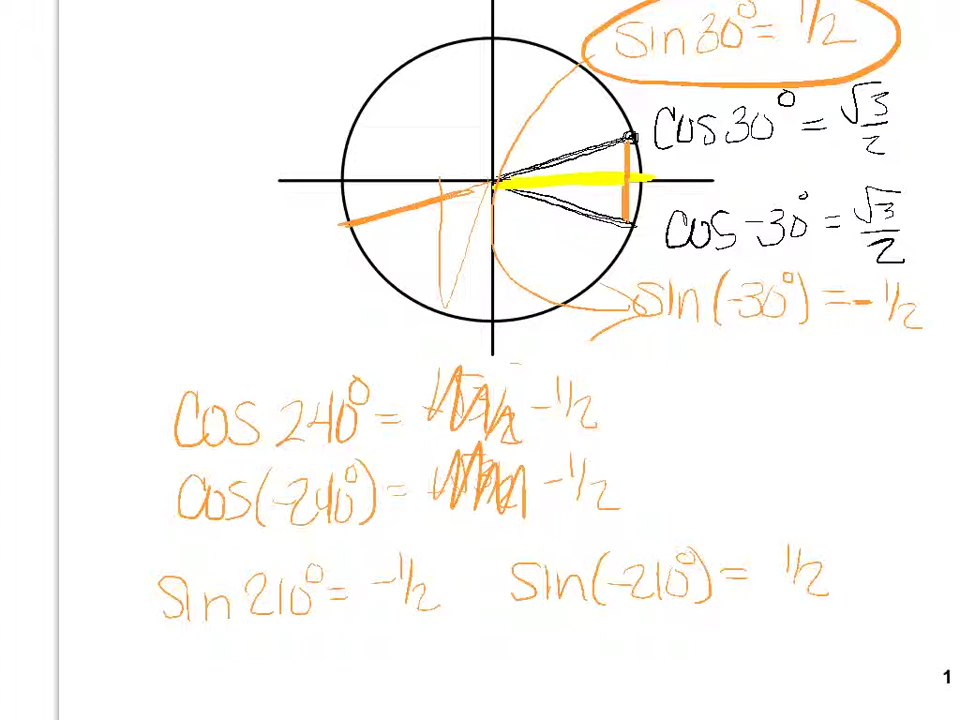 sin 30° = 1/2
cos 30° = √3/2
cos -30° = √3/2
sin (-30°) = - 1/2
cos 240° = -1/2
cos(-240°) = -1/2
sin 210° = -1/2
sin(-210°) = 1/2
1